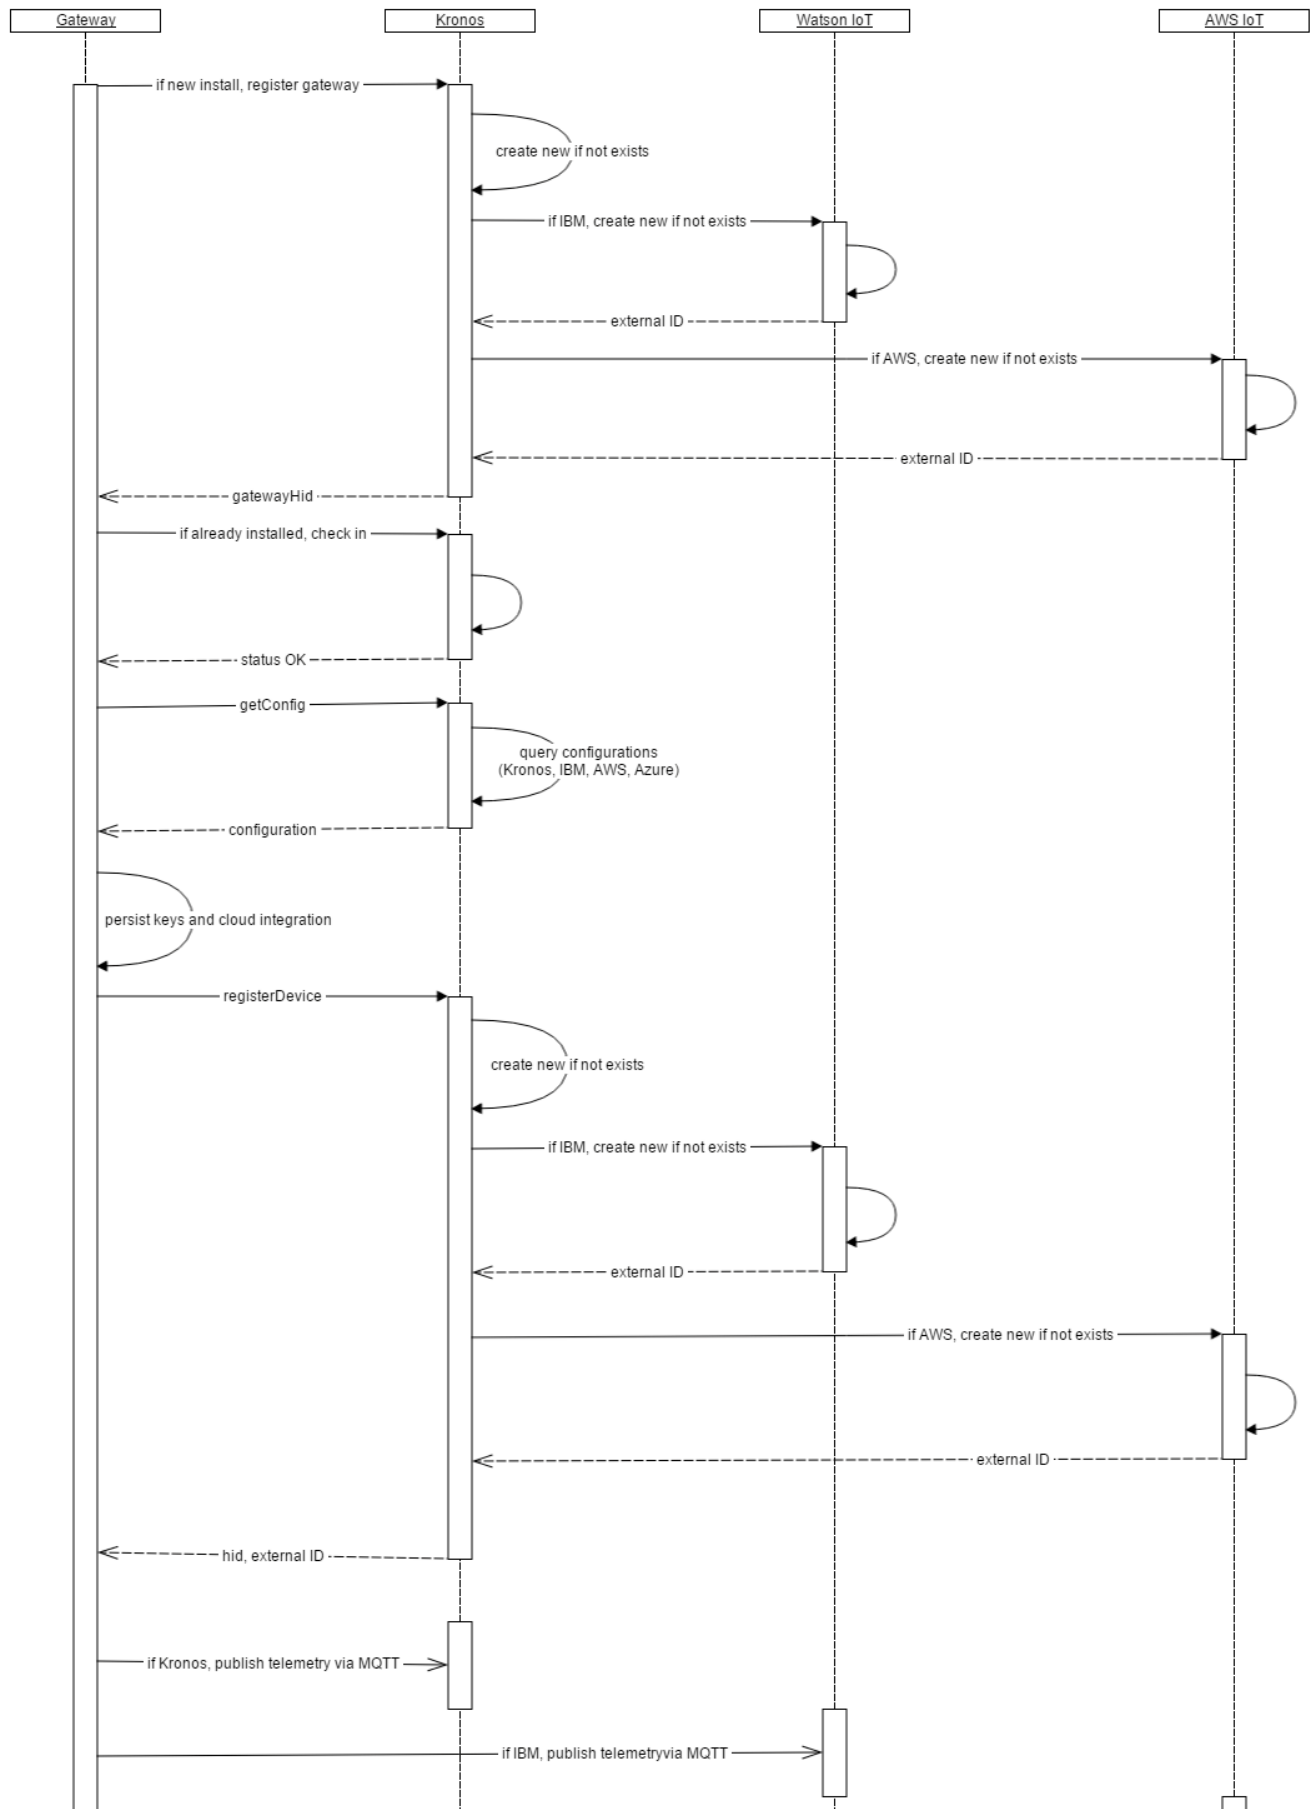 Gateway
Kronos
Watson IoT
AWS IoT
if new install, register gateway
create new if not exists
if IBM, create new if not exists
external ID
if AWS, create new if not exists
external ID
gatewayHid
if already installed, check in
status OK
getConfig
query configurations
(Kronos, IBM, AWS, Azure)
configuration
persist keys and cloud integration
registerDevice
create new if not exists
if IBM, create new if not exists
external ID
if AWS, create new if not exists
external ID
hid, external ID
if Kronos, publish telemetry via MQTT
if IBM, publish telemetryvia MQTT